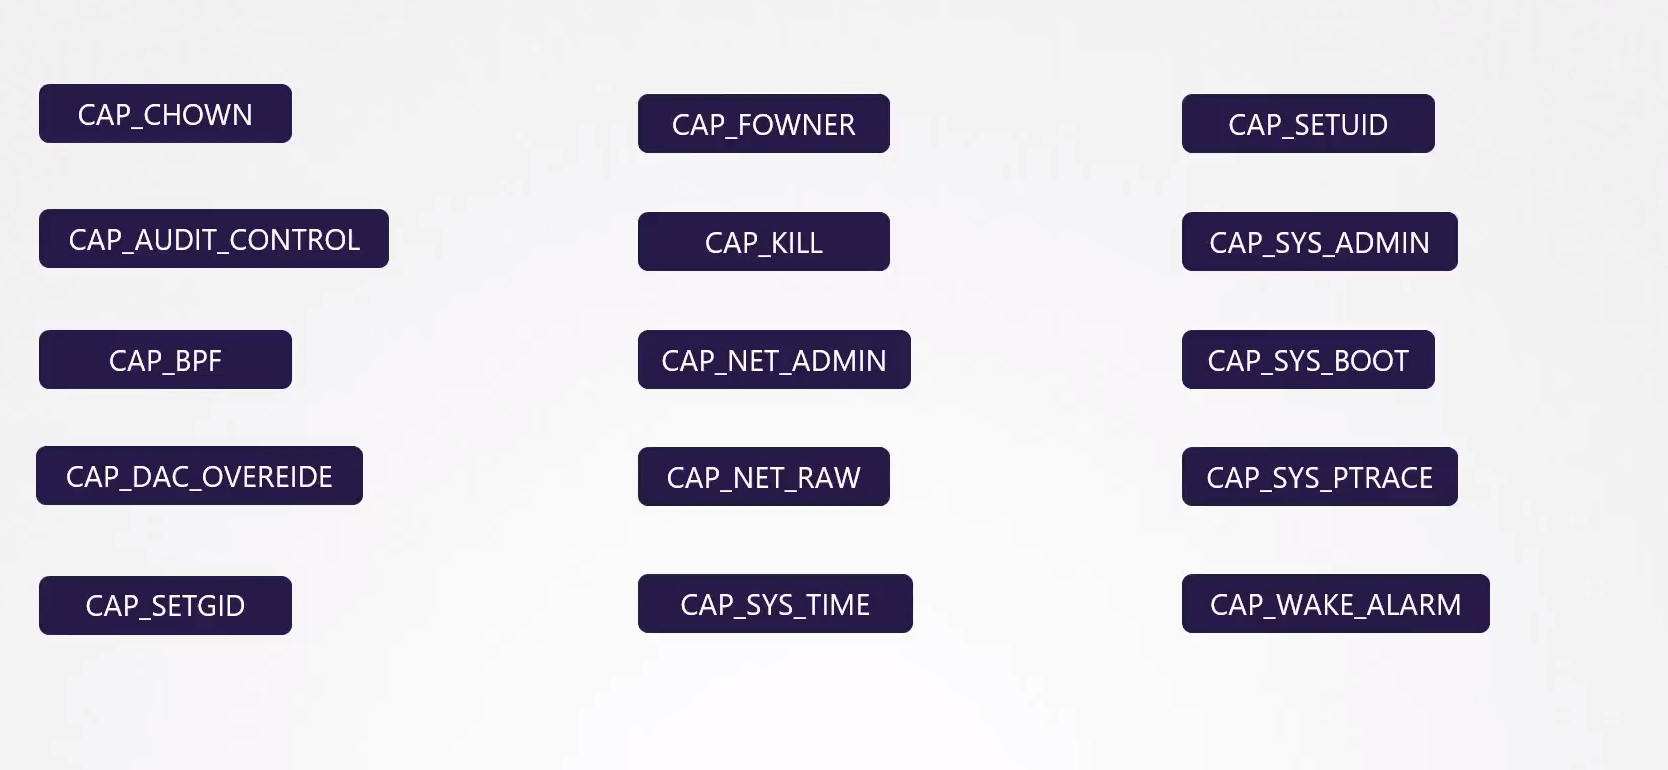 CAP_CHOWN
CAP_FOWNER
CAP_SETUID
CAP_AUDIT_CONTROL
CAP_KILL
CAP_SYS_ADMIN
CAP_BPF
CAP_NET_ADMIN
CAP_SYS_BOOT
CAP_DAC_OVEREIDE
CAP_NET_RAW
CAP_SYS_PTRACE
CAP_SETGID
CAP_SYS_TIME
CAP_WAKE_ALARM